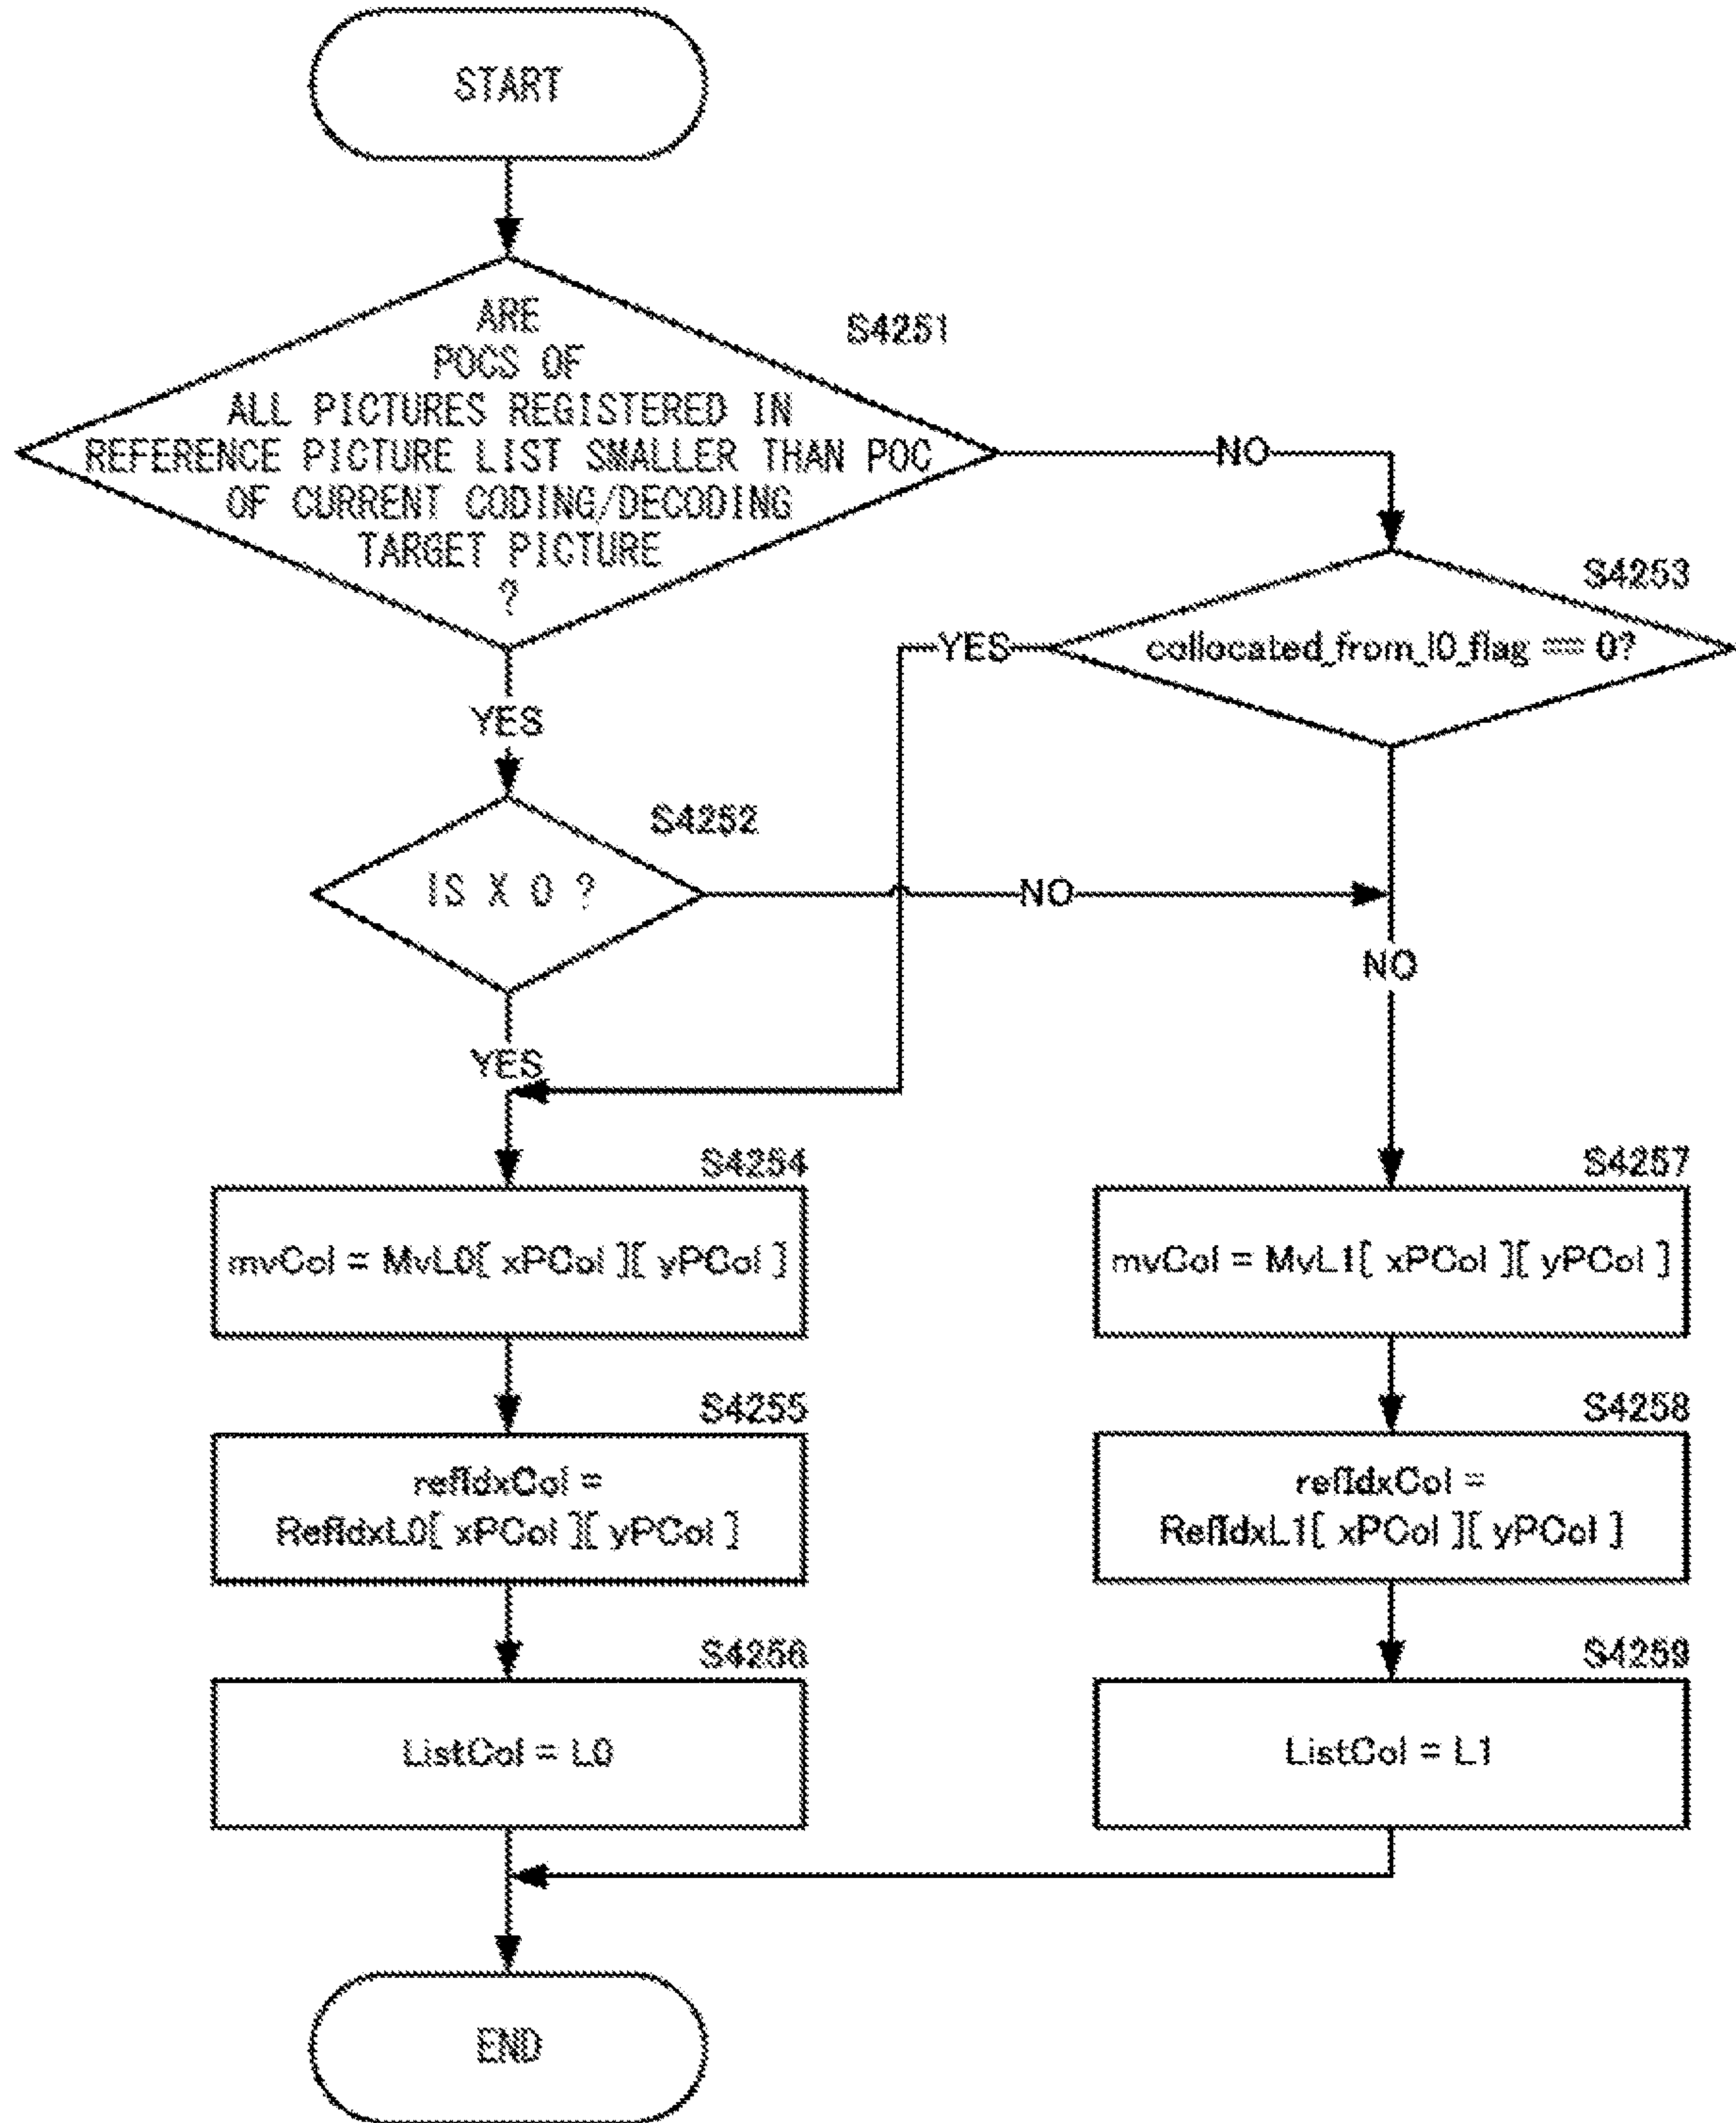 START
ARE
POCS OF
ALL PICTURES REGISTERED IN
REFERENCE PICTURE LIST SMALLER THAN POC
OF CURRENT CODING/DECODING
TARGET PICTURE
?
S4251
NO
S4253
collocated_from_l0_flag == 0?
YES
YES
S4252
IS X 0 ?
NO
NO
YES
S4254
mvCol = MvL0[ xPCol ][ yPCol ]
S4257
mvCol = MvL1[ xPCol ][ yPCol ]
S4255
refIdxCol =
RefIdxL0[ xPCol ][ yPCol ]
S4258
refIdxCol =
RefIdxL1[ xPCol ][ yPCol ]
S4256
ListCol = L0
S4259
ListCol = L1
END